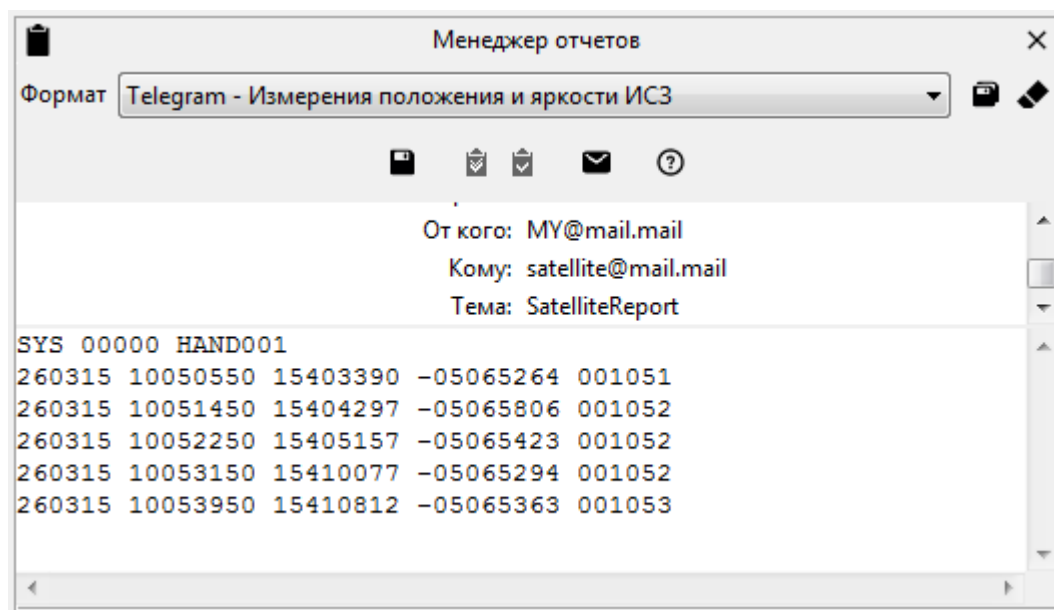 Менеджер отчетов
Формат Telegram - Измерения положения и яркости ИСЗ
От кого: MY@mail.mail
Кому: satellite@mail.mail
Тема: SatelliteReport
SYS 00000 HAND001
260315 10050550 15403390 -05065264 001051
260315 10051450 15404297 -05065806 001052
260315 10052250 15405157 -05065423 001052
260315 10053150 15410077 -05065294 001052
260315 10053950 15410812 -05065363 001053